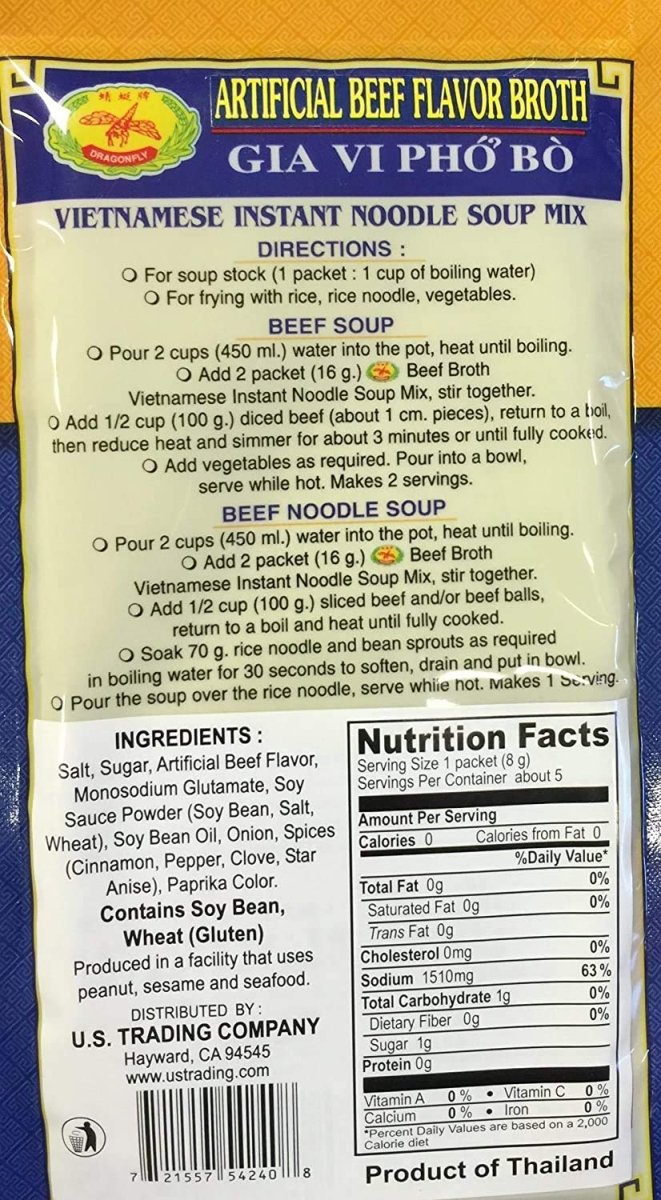 蜻蜓牌
DRAGONFLY
ARTIFICIAL BEEF FLAVOR BROTH
GIA VI PHỞ BÒ
VIETNAMESE INSTANT NOODLE SOUP MIX
DIRECTIONS :
For soup stock (1 packet : 1 cup of boiling water)
For frying with rice, rice noodle, vegetables.
BEEF SOUP
Pour 2 cups (450 ml.) water into the pot, heat until boiling.
Add 2 packet (16 g.) Beef Broth
Vietnamese Instant Noodle Soup Mix, stir together.
Add 1/2 cup (100 g.) diced beef (about 1 cm. pieces), return to a boil,
then reduce heat and simmer for about 3 minutes or until fully cooked.
Add vegetables as required. Pour into a bowl,
serve while hot. Makes 2 servings.
BEEF NOODLE SOUP
Pour 2 cups (450 ml.) water into the pot, heat until boiling.
Add 2 packet (16 g.) Beef Broth
Vietnamese Instant Noodle Soup Mix, stir together.
Add 1/2 cup (100 g.) sliced beef and/or beef balls,
return to a boil and heat until fully cooked.
Soak 70 g. rice noodle and bean sprouts as required
in boiling water for 30 seconds to soften, drain and put in bowl.
Pour the soup over the rice noodle, serve while hot. Makes 1 Serving.
INGREDIENTS :
Salt, Sugar, Artificial Beef Flavor,
Monosodium Glutamate, Soy
Sauce Powder (Soy Bean, Salt,
Wheat), Soy Bean Oil, Onion, Spices
(Cinnamon, Pepper, Clove, Star
Anise), Paprika Color.
Contains Soy Bean,
Wheat (Gluten)
Produced in a facility that uses
peanut, sesame and seafood.
DISTRIBUTED BY :
U.S. TRADING COMPANY
Hayward, CA 94545
www.ustrading.com
7 21557 54240 8
Nutrition Facts
Serving Size 1 packet (8 g)
Servings Per Container about 5
Amount Per Serving
Calories 0 Calories from Fat 0
%Daily Value*
Total Fat 0g 0%
Saturated Fat 0g 0%
Trans Fat 0g
Cholesterol 0mg 0%
Sodium 1510mg 63%
Total Carbohydrate 1g 0%
Dietary Fiber 0g 0%
Sugar 1g
Protein 0g
Vitamin A 0% • Vitamin C 0%
Calcium 0% • Iron 0%
*Percent Daily Values are based on a 2,000
Calorie diet
Product of Thailand